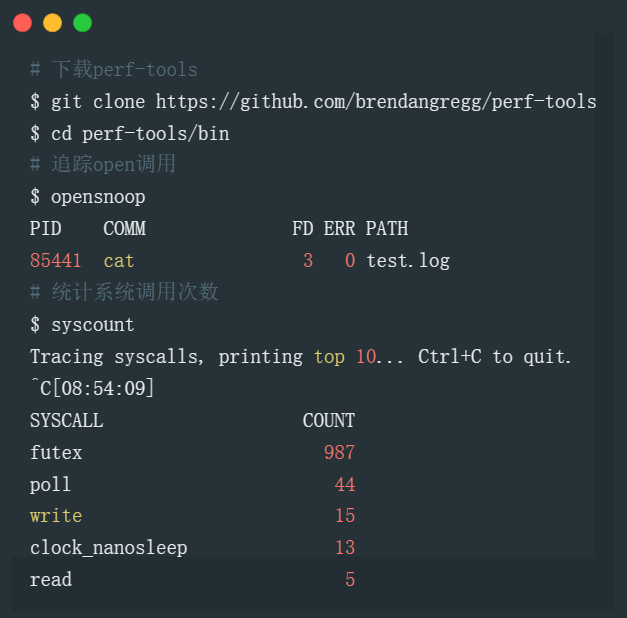 # 下载perf-tools
$ git clone https://github.com/brendangregg/perf-tools
$ cd perf-tools/bin
# 追踪open调用
$ opensnoop
PID    COMM              FD ERR PATH
85441  cat                3   0 test.log
# 统计系统调用次数
$ syscount
Tracing syscalls, printing top 10... Ctrl+C to quit.
^C[08:54:09]
SYSCALL                   COUNT
futex                       987
poll                         44
write                        15
clock_nanosleep              13
read                          5